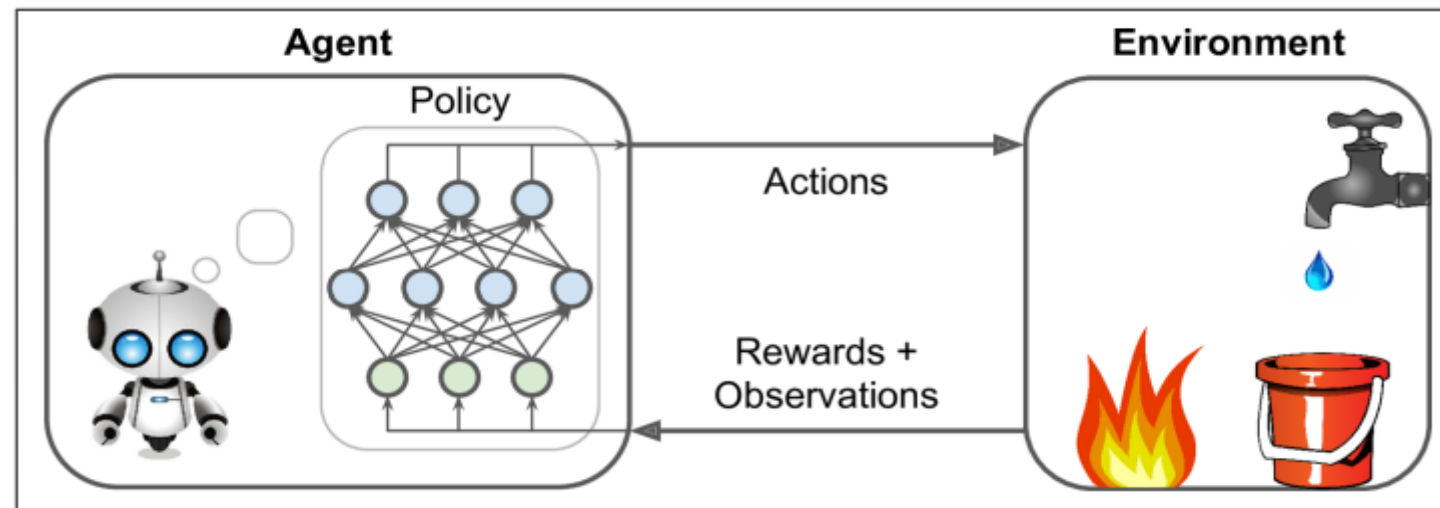 Agent
Environment
Policy
Actions
Rewards +
Observations